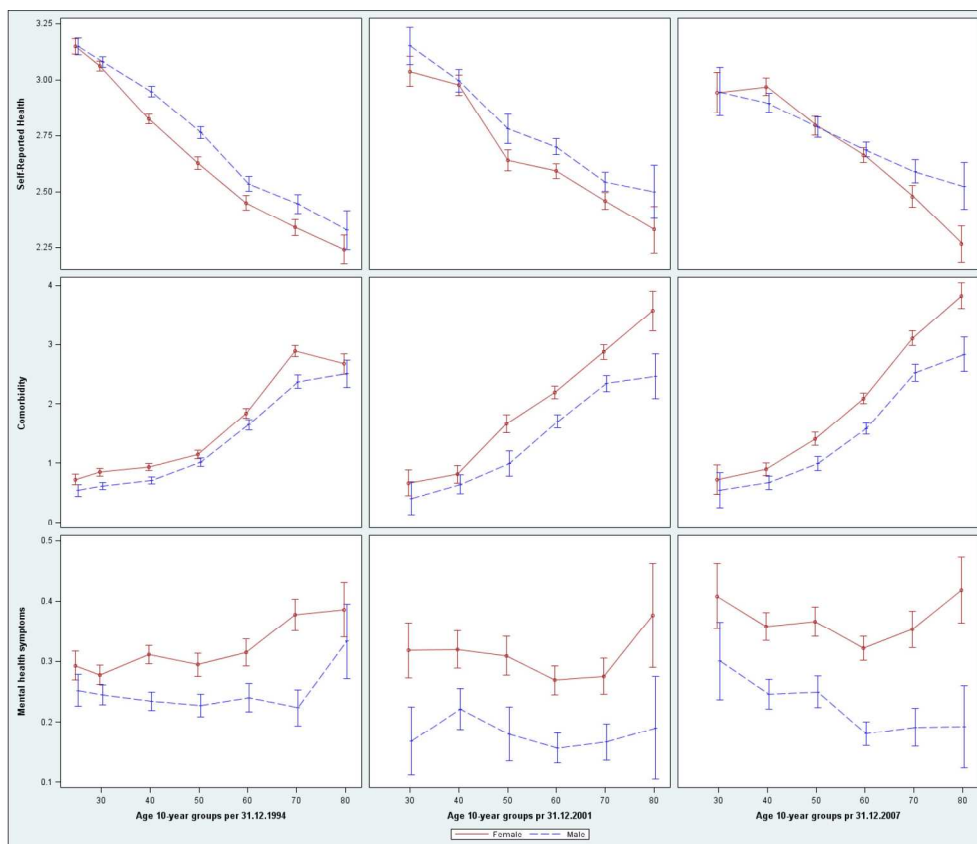 Self-Reported Health
3.25
3.00
2.75
2.50
2.25
Comorbidity
4
3
2
1
0
Mental health symptoms
0.5
0.4
0.3
0.2
0.1
30 40 50 60 70 80
30 40 50 60 70 80
30 40 50 60 70 80
Age 10-year groups per 31.12.1994
Age 10-year groups pr 31.12.2001
Age 10-year groups pr 31.12.2007
Female Male